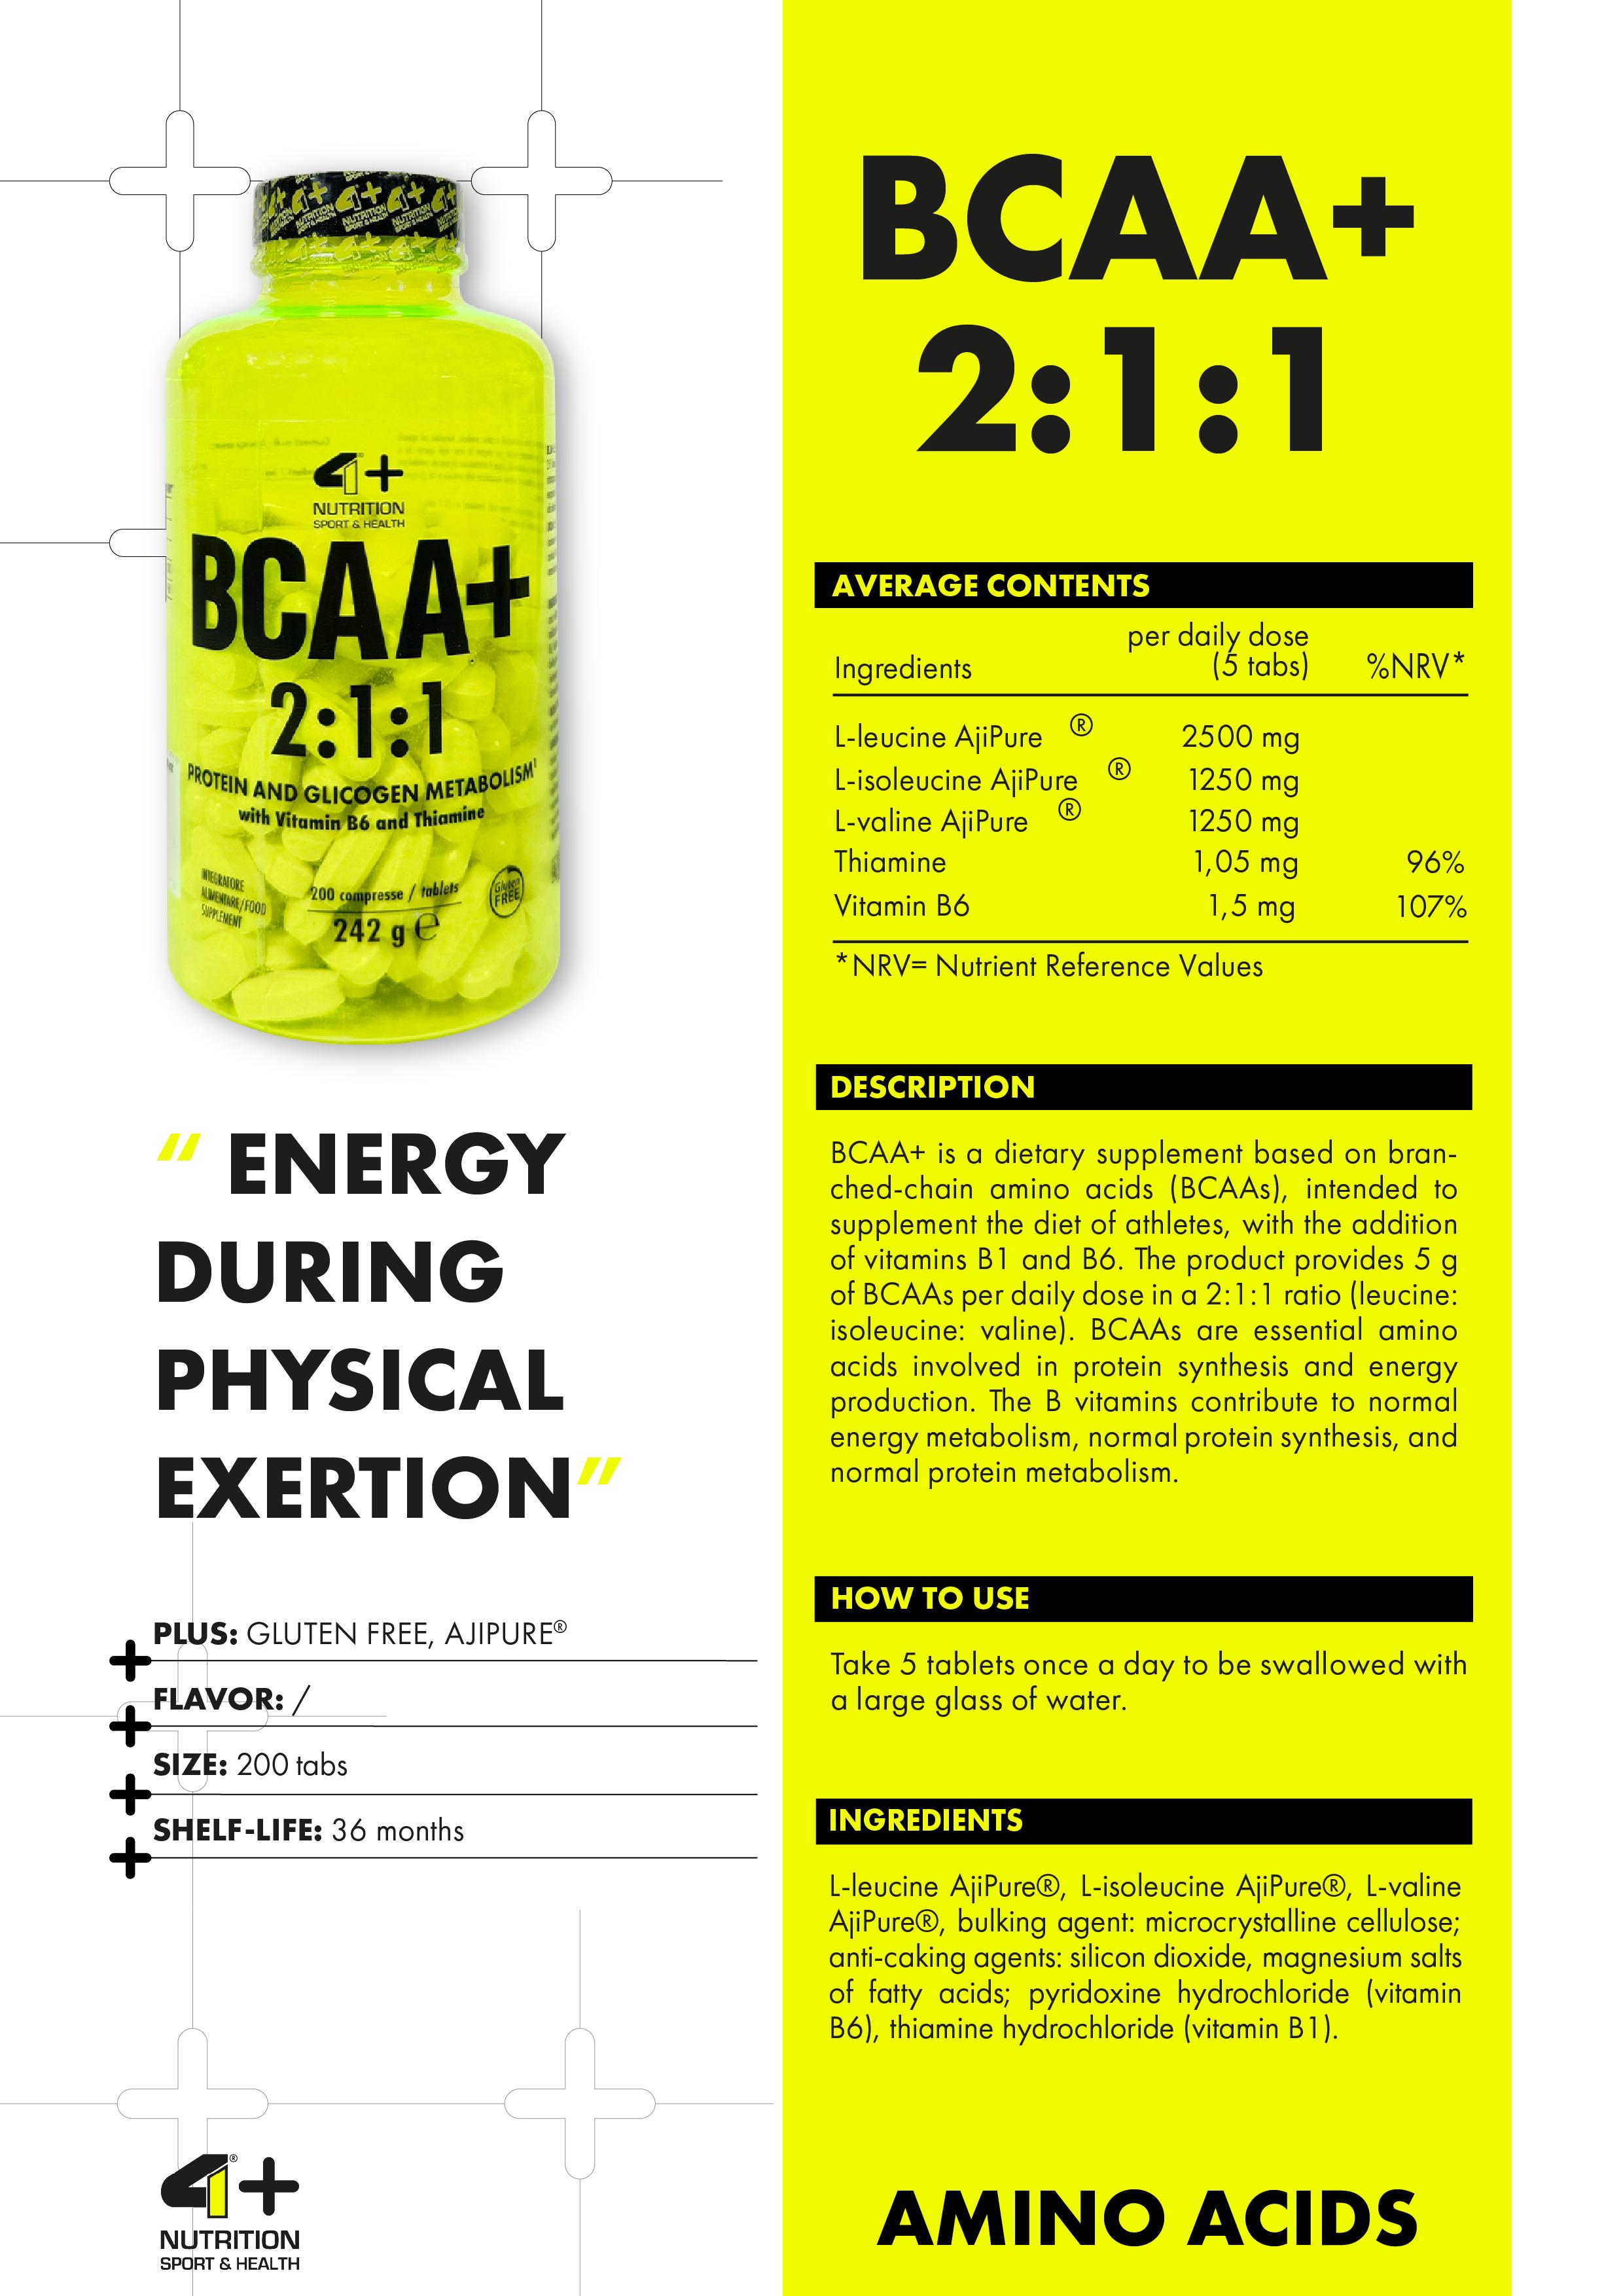 4+
NUTRITION
SPORT & HEALTH
BCAA+
2:1:1
PROTEIN AND GLICOGEN METABOLISM¹
with Vitamin B6 and Thiamine
INTEGRATORE
ALIMENTARE/FOOD
SUPPLEMENT
200 compresse / tablets
242 g ℮
Gluten
FREE
“ ENERGY
DURING
PHYSICAL
EXERTION”
PLUS: GLUTEN FREE, AJIPURE®
FLAVOR: /
SIZE: 200 tabs
SHELF-LIFE: 36 months
4+®
NUTRITION
SPORT & HEALTH
BCAA+
2:1:1
AVERAGE CONTENTS
Ingredients per daily dose (5 tabs) %NRV*
L-leucine AjiPure ® 2500 mg
L-isoleucine AjiPure ® 1250 mg
L-valine AjiPure ® 1250 mg
Thiamine 1,05 mg 96%
Vitamin B6 1,5 mg 107%
*NRV= Nutrient Reference Values
DESCRIPTION
BCAA+ is a dietary supplement based on bran-
ched-chain amino acids (BCAAs), intended to
supplement the diet of athletes, with the addition
of vitamins B1 and B6. The product provides 5 g
of BCAAs per daily dose in a 2:1:1 ratio (leucine:
isoleucine: valine). BCAAs are essential amino
acids involved in protein synthesis and energy
production. The B vitamins contribute to normal
energy metabolism, normal protein synthesis, and
normal protein metabolism.
HOW TO USE
Take 5 tablets once a day to be swallowed with
a large glass of water.
INGREDIENTS
L-leucine AjiPure®, L-isoleucine AjiPure®, L-valine
AjiPure®, bulking agent: microcrystalline cellulose;
anti-caking agents: silicon dioxide, magnesium salts
of fatty acids; pyridoxine hydrochloride (vitamin
B6), thiamine hydrochloride (vitamin B1).
AMINO ACIDS